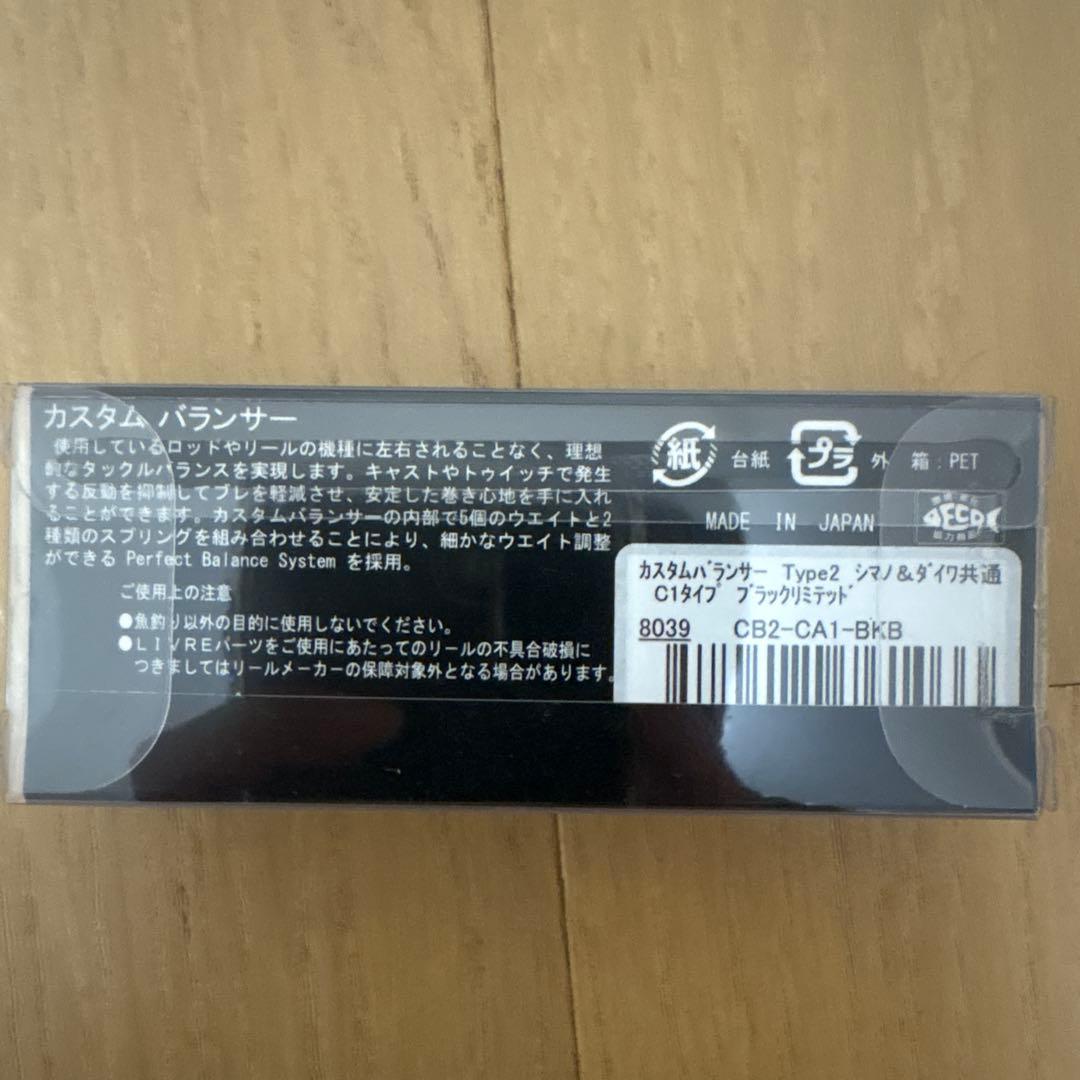 カスタム バランサー
使用しているロッドやリールの機種に左右されることなく、理想
的なタックルバランスを実現します。キャストやトゥイッチで発生
する反動を抑制してブレを軽減させ、安定した巻き心地を手に入れ
ることができます。カスタムバランサーの内部で5個のウエイトと2
種類のスプリングを組み合わせることにより、細かなウエイト調整
ができる Perfect Balance System を採用。
ご使用上の注意
●魚釣り以外の目的に使用しないでください。
●ＬＩＶＲＥパーツをご使用にあたってのリールの不具合破損に
つきましてはリールメーカーの保障対象外となる場合があります。
紙 台紙 プラ 外 箱：PET
MADE IN JAPAN
ECO
ｶｽﾀﾑﾊﾞﾗﾝｻｰ Type2 ｼﾏﾉ&ﾀﾞｲﾜ共通
C1ﾀｲﾌﾟ ﾌﾞﾗｯｸﾘﾐﾃｯﾄﾞ
8039 CB2-CA1-BKB